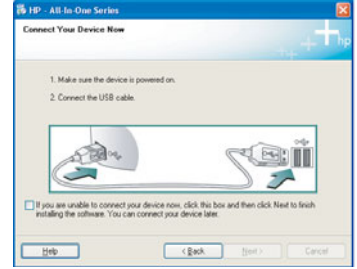 HP - All-In-One Series
Connect Your Device Now
hp
1. Make sure the device is powered on.
2. Connect the USB cable.
If you are unable to connect your device now, click this box and then click Next to finish
installing the software. You can connect your device later.
Help
< Back
Next >
Cancel